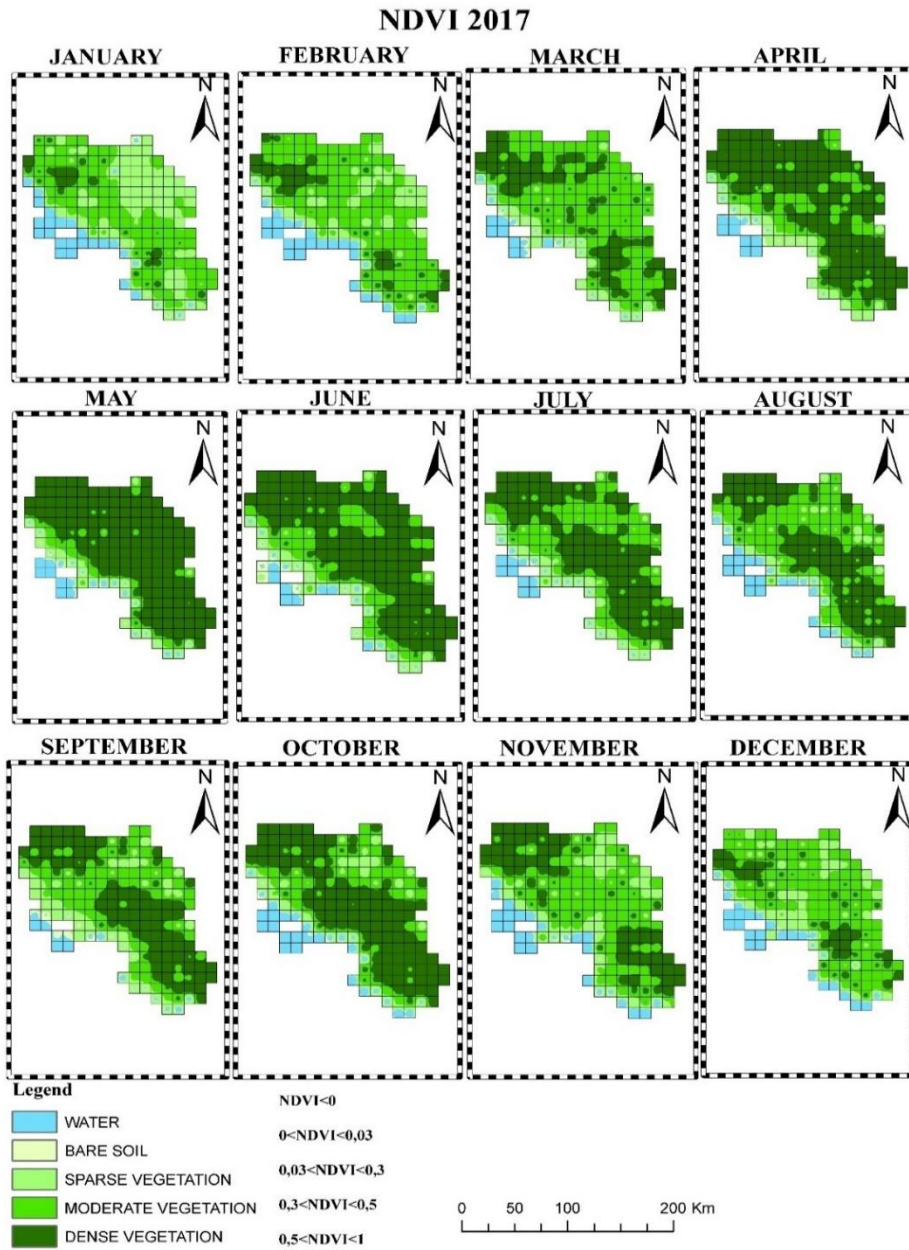 NDVI 2017
JANUARY FEBRUARY MARCH APRIL
N N N N
MAY JUNE JULY AUGUST
N N N N
SEPTEMBER OCTOBER NOVEMBER DECEMBER
N N N N
Legend
NDVI<0
WATER
0<NDVI<0,03
BARE SOIL
0,03<NDVI<0,3
SPARSE VEGETATION
0,3<NDVI<0,5
MODERATE VEGETATION
0 50 100 200 Km
0,5<NDVI<1
DENSE VEGETATION